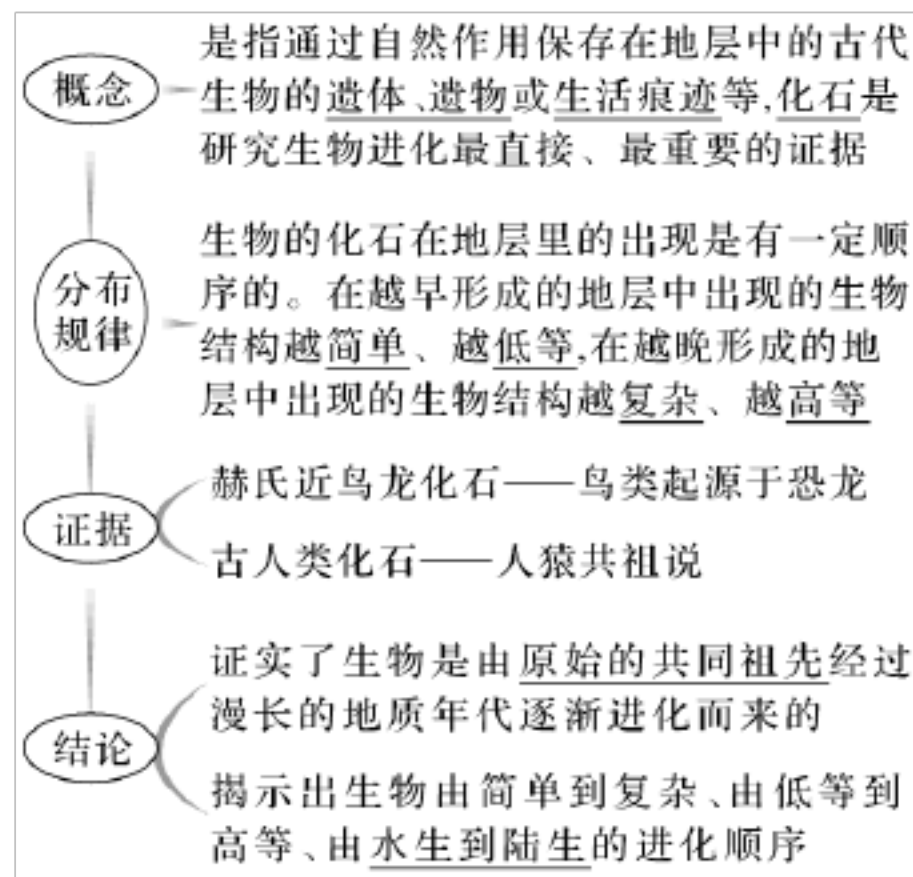 概念
是指通过自然作用保存在地层中的古代
生物的遗体、遗物或生活痕迹等,化石是
研究生物进化最直接、最重要的证据
分布
规律
生物的化石在地层里的出现是有一定顺
序的。在越早形成的地层中出现的生物
结构越简单、越低等,在越晚形成的地
层中出现的生物结构越复杂、越高等
证据
赫氏近鸟龙化石——鸟类起源于恐龙
古人类化石——人猿共祖说
结论
证实了生物是由原始的共同祖先经过
漫长的地质年代逐渐进化而来的
揭示出生物由简单到复杂、由低等到
高等、由水生到陆生的进化顺序